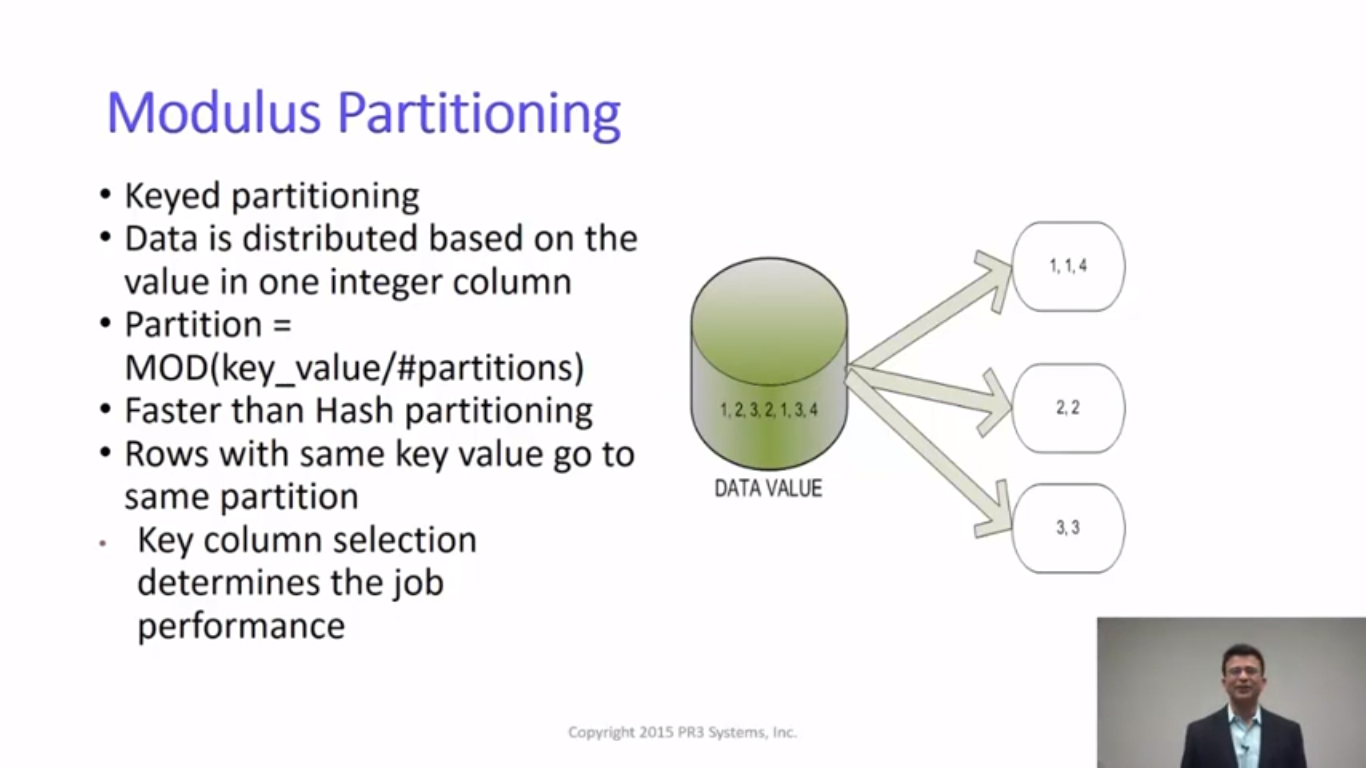 Modulus Partitioning
• Keyed partitioning
• Data is distributed based on the
value in one integer column
• Partition =
MOD(key_value/#partitions)
• Faster than Hash partitioning
• Rows with same key value go to
same partition
• Key column selection
determines the job
performance
1, 2, 3, 2, 1, 3, 4
DATA VALUE
1, 1, 4
2, 2
3, 3
Copyright 2015 PR3 Systems, Inc.